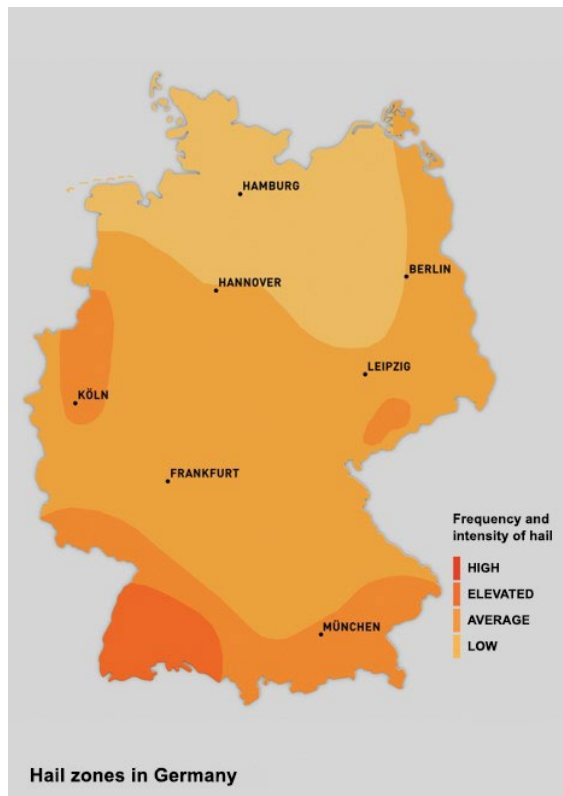 HAMBURG
BERLIN
HANNOVER
LEIPZIG
KÖLN
FRANKFURT
Frequency and
intensity of hail
HIGH
ELEVATED
AVERAGE
MÜNCHEN
LOW
Hail zones in Germany